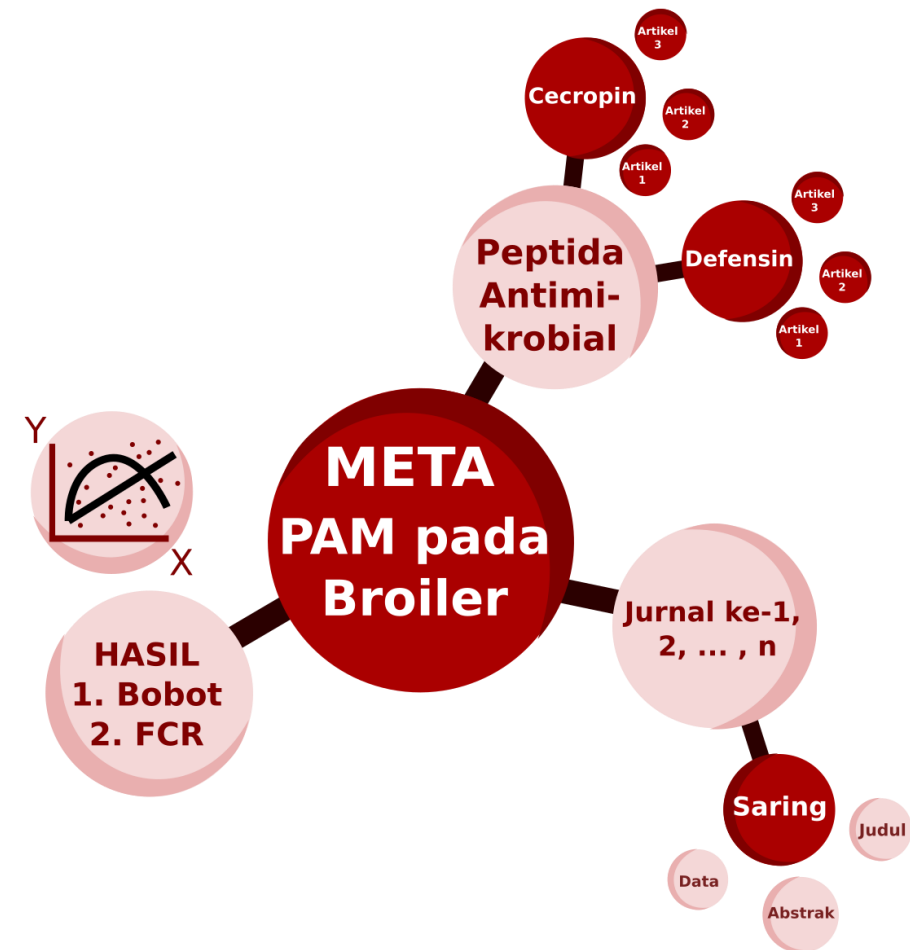 Artikel
3
Cecropin
Artikel
2
Artikel
1
Artikel
3
Peptida
Antimi-
krobial
Defensin
Artikel
2
Artikel
1
Y
X
META
PAM pada
Broiler
Jurnal ke-1,
2, ... , n
HASIL
1. Bobot
2. FCR
Saring
Judul
Data
Abstrak